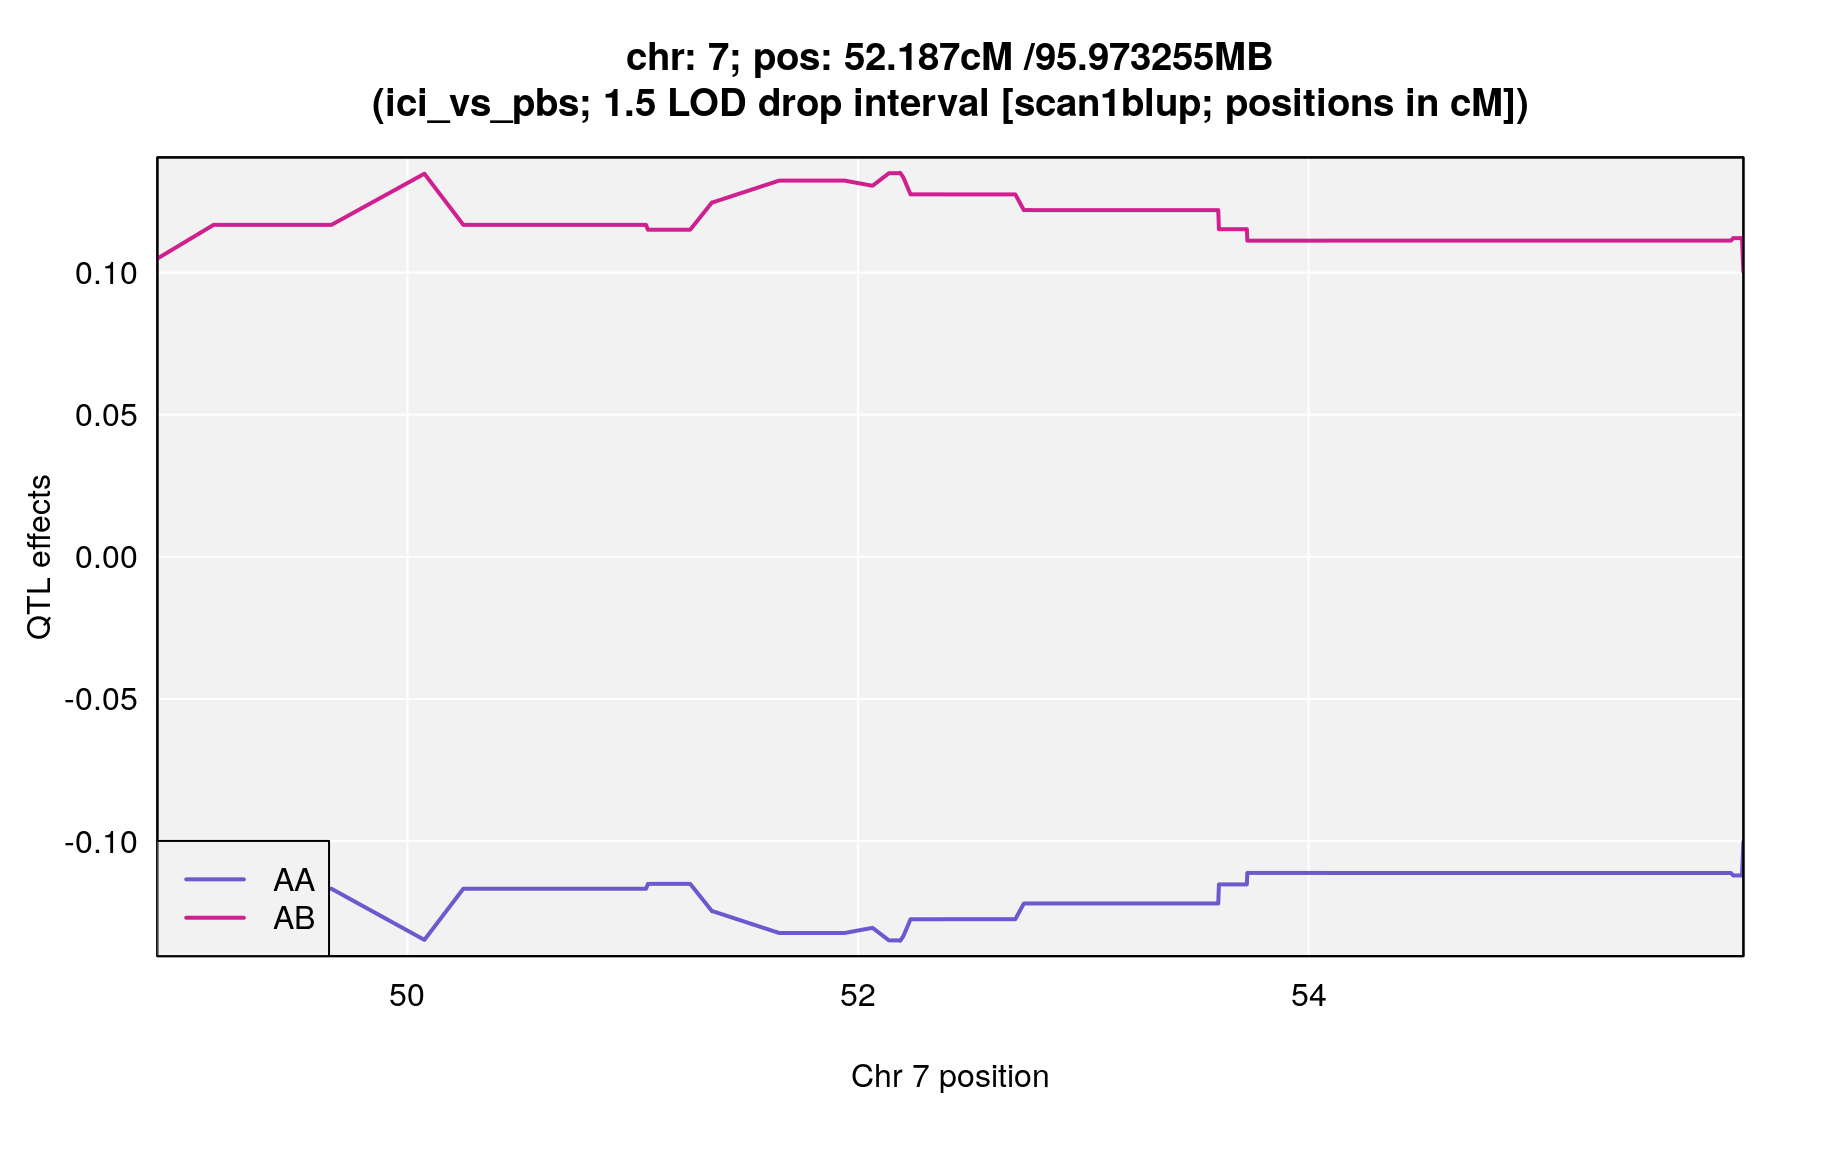 chr: 7; pos: 52.187cM /95.973255MB
(ici_vs_pbs; 1.5 LOD drop interval [scan1blup; positions in cM])
QTL effects
0.10
0.05
0.00
-0.05
-0.10
AA
AB
50 52 54
Chr 7 position